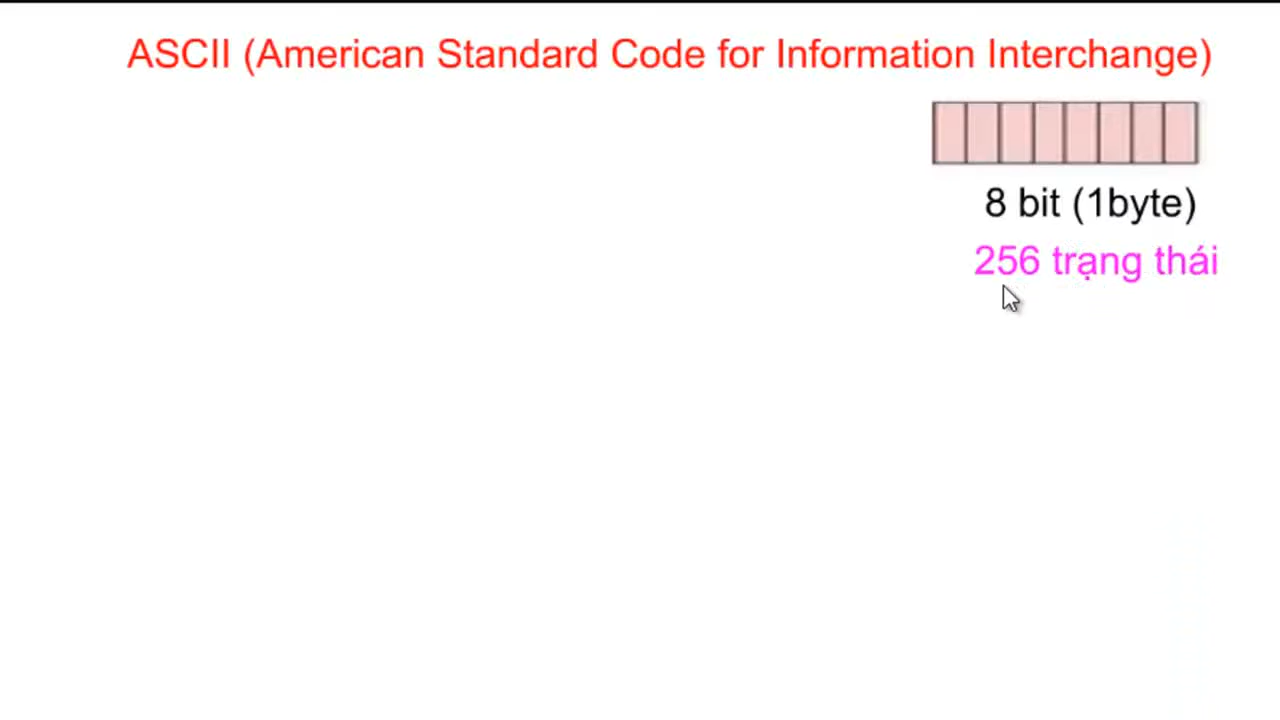 ASCII (American Standard Code for Information Interchange)
8 bit (1byte)
256 trạng thái